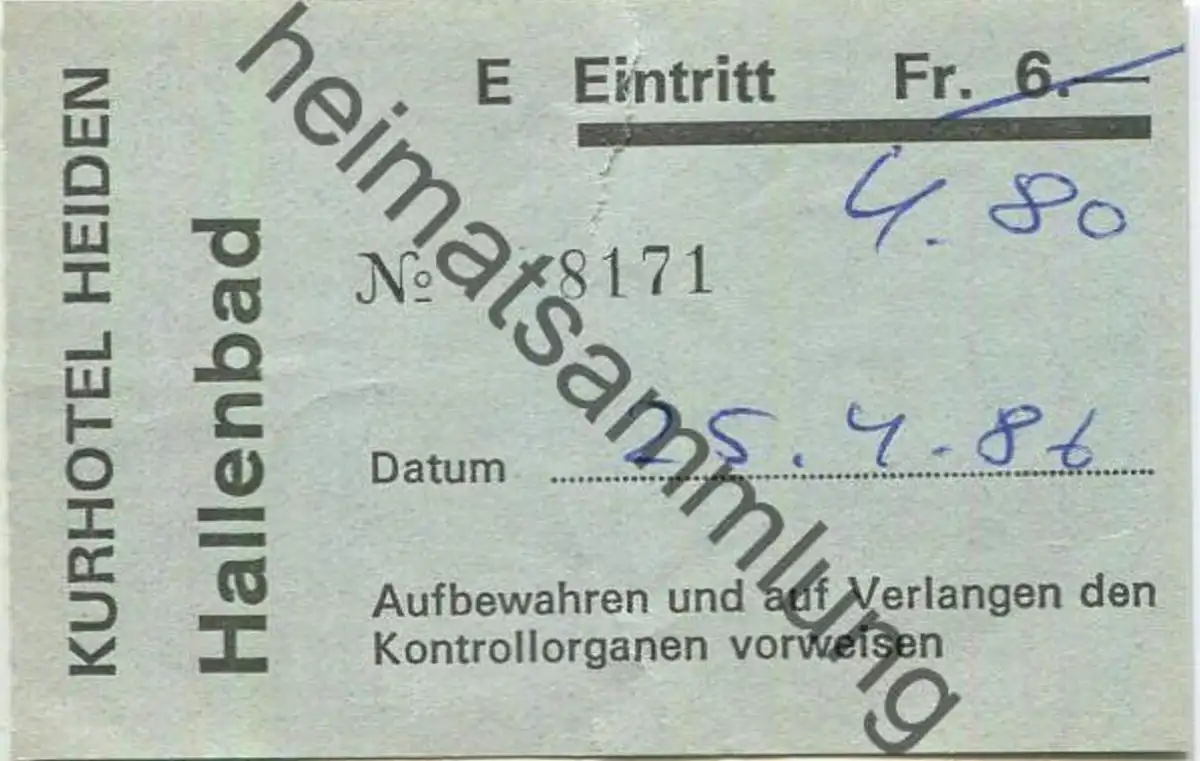 KURHOTEL HEIDEN
Hallenbad
E Eintritt Fr. 6.—
4.80
№ 8171
Datum 25.4.86
Aufbewahren und auf Verlangen den
Kontrollorganen vorweisen
heimatsammlung